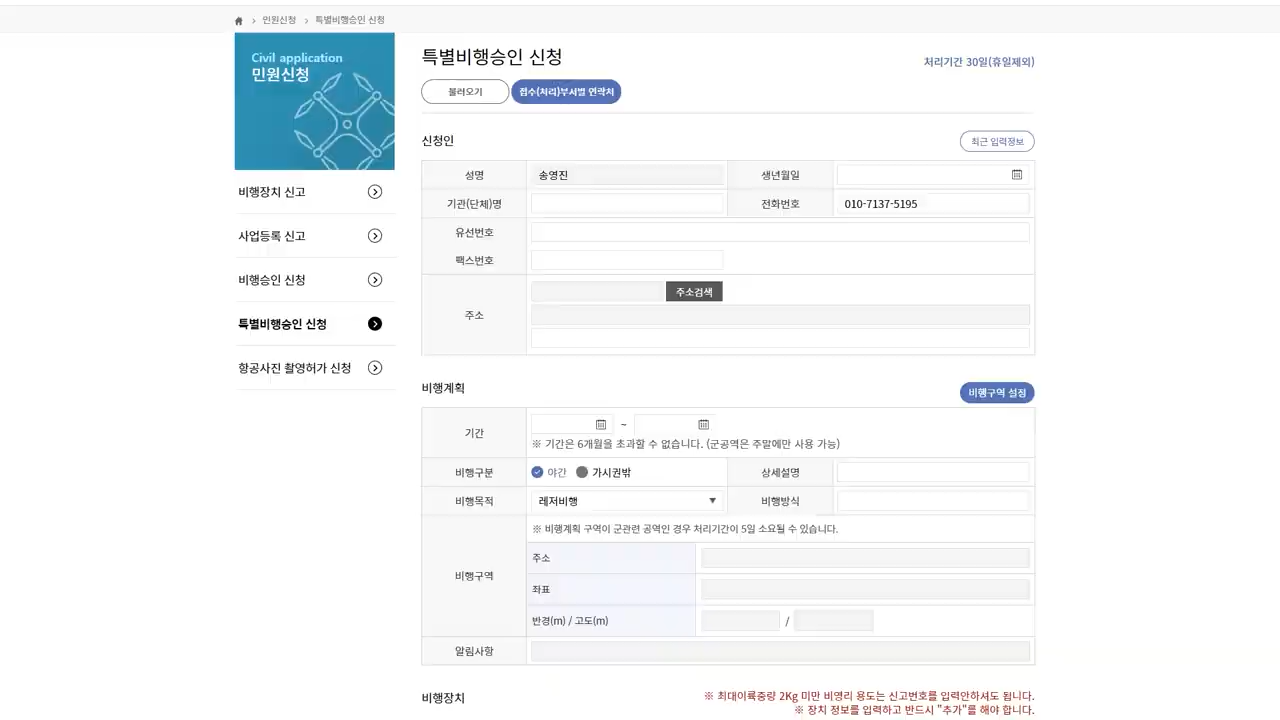 민원신청 > 특별비행승인 신청
Civil application
민원신청
비행장치 신고
사업등록 신고
비행승인 신청
특별비행승인 신청
항공사진 촬영허가 신청
특별비행승인 신청
처리기간 30일(휴일제외)
불러오기
접수(처리)부서별 연락처
신청인
최근 입력정보
성명 송영진 생년월일
기관(단체)명 전화번호 010-7137-5195
유선번호
팩스번호
주소 주소검색
비행계획
비행구역 설정
기간 ~
※ 기간은 6개월을 초과할 수 없습니다. (군공역은 주말에만 사용 가능)
비행구분 야간 가시권밖 상세설명
비행목적 레저비행 비행방식
비행구역
※ 비행계획 구역이 군관련 공역인 경우 처리기간이 5일 소요될 수 있습니다.
주소
좌표
반경(m) / 고도(m) /
알림사항
비행장치
※ 최대이륙중량 2Kg 미만 비영리 용도는 신고번호를 입력안하셔도 됩니다.
※ 장치 정보를 입력하고 반드시 "추가"를 해야 합니다.